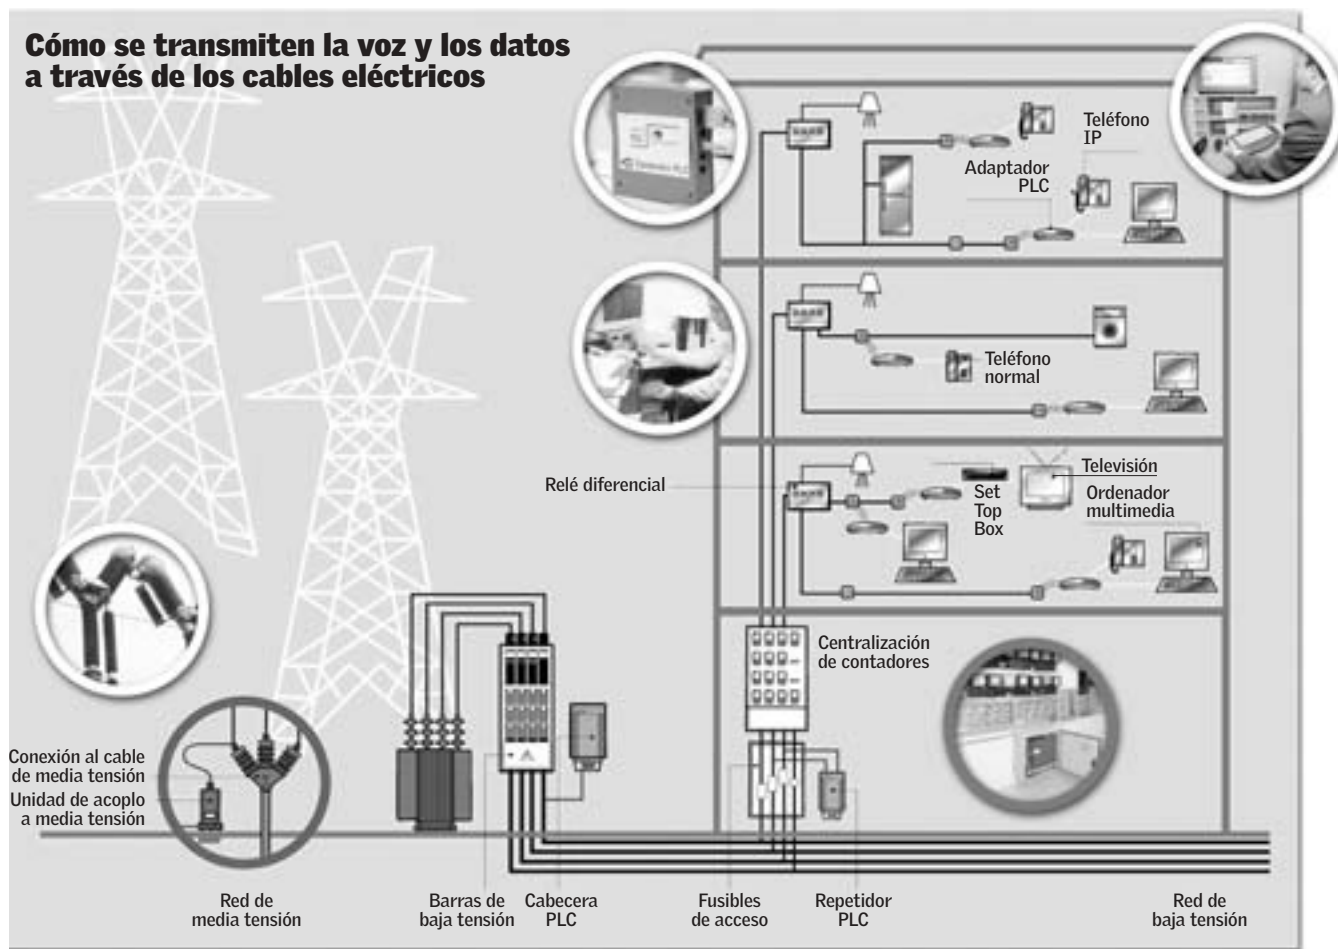 Cómo se transmiten la voz y los datos
a través de los cables eléctricos
Teléfono
IP
Adaptador
PLC
Teléfono
normal
Relé diferencial
Set
Top
Box
Televisión
Ordenador
multimedia
Centralización
de contadores
Conexión al cable
de media tensión
Unidad de acoplo
a media tensión
Red de
media tensión
Barras de
baja tensión
Cabecera
PLC
Fusibles
de acceso
Repetidor
PLC
Red de
baja tensión